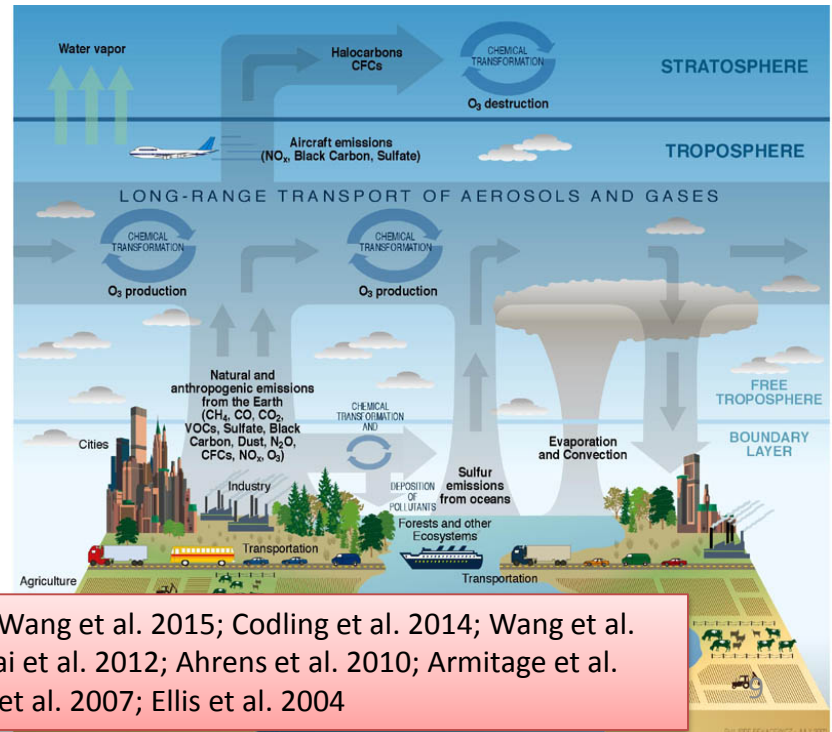 Water vapor
Halocarbons
CFCs
CHEMICAL
TRANSFORMATION
O₃ destruction
STRATOSPHERE
Aircraft emissions
(NOₓ, Black Carbon, Sulfate)
TROPOSPHERE
LONG-RANGE TRANSPORT OF AEROSOLS AND GASES
CHEMICAL
TRANSFORMATION
O₃ production
CHEMICAL
TRANSFORMATION
O₃ production
Natural and
anthropogenic emissions
from the Earth
(CH₄, CO, CO₂,
VOCs, Sulfate, Black
Carbon, Dust, N₂O,
CFCs, NOₓ, O₃)
CHEMICAL
TRANSFORMATION
AND
DEPOSITION
OF
POLLUTANTS
FREE
TROPOSPHERE
BOUNDARY
LAYER
Cities
Industry
Sulfur
emissions
from oceans
Evaporation
and Convection
Forests and other
Ecosystems
Transportation
Transportation
Agriculture
Wang et al. 2015; Codling et al. 2014; Wang et al.
et al. 2012; Ahrens et al. 2010; Armitage et al.
et al. 2007; Ellis et al. 2004
9